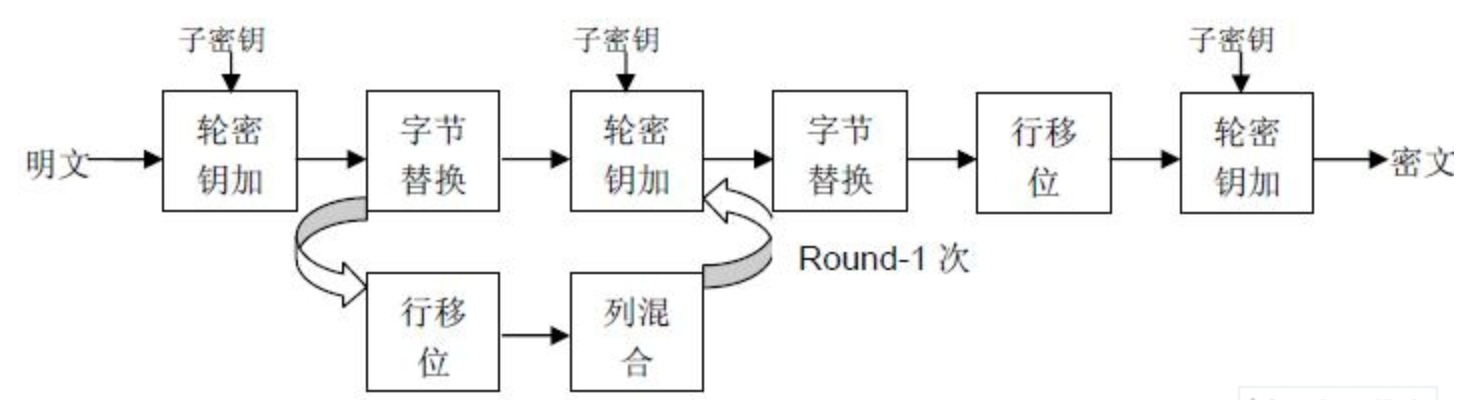 子密钥
子密钥
子密钥
明文
轮密
钥加
字节
替换
轮密
钥加
字节
替换
行移
位
轮密
钥加
密文
Round-1 次
行移
位
列混
合